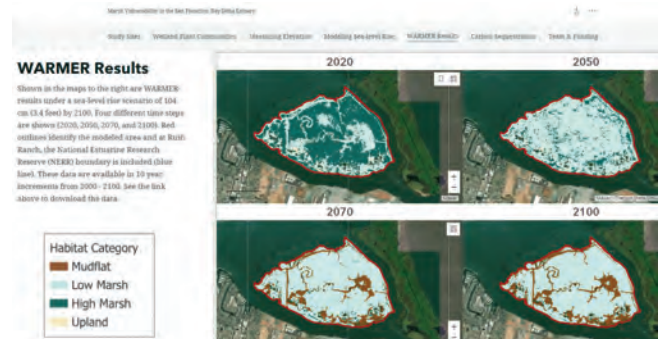 Marsh Vulnerability in the San Francisco Bay-Delta Estuary
Study Sites Wetland Plant Communities Measuring Elevation Modeling Sea-level Rise WARMER Results Carbon Sequestration Team & Funding
WARMER Results
Shown in the maps to the right are WARMER
results under a sea-level rise scenario of 104
cm (3.4 feet) by 2100. Four different time steps
are shown (2020, 2050, 2070, and 2100). Red
outlines identify the modeled area and at Rush
Ranch, the National Estuarine Research
Reserve (NERR) boundary is included (blue
line). These data are available in 10 year
increments from 2000 - 2100. See the link
above to download the data.
Habitat Category
Mudflat
Low Marsh
High Marsh
Upland
2020
2050
2070
2100